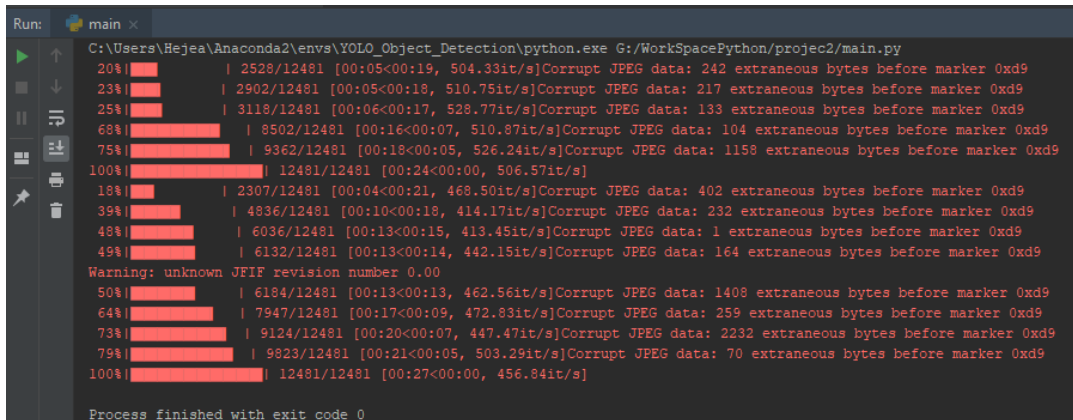 Run: main ×
C:\Users\Hejea\Anaconda2\envs\YOLO_Object_Detection\python.exe G:/WorkSpacePython/projec2/main.py
20%| | 2528/12481 [00:05<00:19, 504.33it/s]Corrupt JPEG data: 242 extraneous bytes before marker 0xd9
23%| | 2902/12481 [00:05<00:18, 510.75it/s]Corrupt JPEG data: 217 extraneous bytes before marker 0xd9
25%| | 3118/12481 [00:06<00:17, 528.77it/s]Corrupt JPEG data: 133 extraneous bytes before marker 0xd9
68%| | 8502/12481 [00:16<00:07, 510.87it/s]Corrupt JPEG data: 104 extraneous bytes before marker 0xd9
75%| | 9362/12481 [00:18<00:05, 526.24it/s]Corrupt JPEG data: 1158 extraneous bytes before marker 0xd9
100%| | 12481/12481 [00:24<00:00, 506.57it/s]
18%| | 2307/12481 [00:04<00:21, 468.50it/s]Corrupt JPEG data: 402 extraneous bytes before marker 0xd9
39%| | 4836/12481 [00:10<00:18, 414.17it/s]Corrupt JPEG data: 232 extraneous bytes before marker 0xd9
48%| | 6036/12481 [00:13<00:15, 413.45it/s]Corrupt JPEG data: 1 extraneous bytes before marker 0xd9
49%| | 6132/12481 [00:13<00:14, 442.15it/s]Corrupt JPEG data: 164 extraneous bytes before marker 0xd9
Warning: unknown JFIF revision number 0.00
50%| | 6184/12481 [00:13<00:13, 462.56it/s]Corrupt JPEG data: 1408 extraneous bytes before marker 0xd9
64%| | 7947/12481 [00:17<00:09, 472.83it/s]Corrupt JPEG data: 259 extraneous bytes before marker 0xd9
73%| | 9124/12481 [00:20<00:07, 447.47it/s]Corrupt JPEG data: 2232 extraneous bytes before marker 0xd9
79%| | 9823/12481 [00:21<00:05, 503.29it/s]Corrupt JPEG data: 70 extraneous bytes before marker 0xd9
100%| | 12481/12481 [00:27<00:00, 456.84it/s]
Process finished with exit code 0